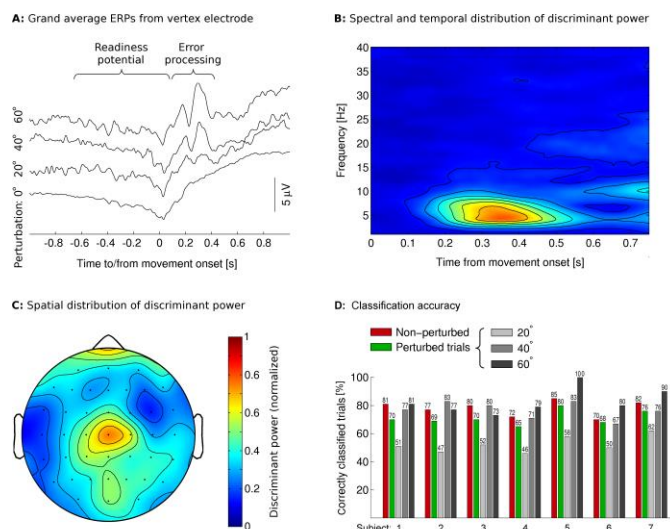 A: Grand average ERPs from vertex electrode
Readiness potential
Error processing
60°
40°
20°
Perturbation: 0°
5 µV
-0.8 -0.6 -0.4 -0.2 0 0.2 0.4 0.6 0.8
Time to/from movement onset [s]
B: Spectral and temporal distribution of discriminant power
Frequency [Hz]
40
35
30
25
20
15
10
5
0 0.1 0.2 0.3 0.4 0.5 0.6 0.7
Time from movement onset [s]
C: Spatial distribution of discriminant power
1
0.8
0.6
0.4
0.2
0
Discriminant power (normalized)
D: Classification accuracy
Non-perturbed
Perturbed trials
20°
40°
60°
Correctly classified trials [%]
100
80
60
40
20
81 70 51 77 81
77 69 47 83 77
80 70 52 80 73
72 65 46 71 79
85 80 58 83 100
70 68 50 67 80
82 76 62 76 90
Subject: 1 2 3 4 5 6 7